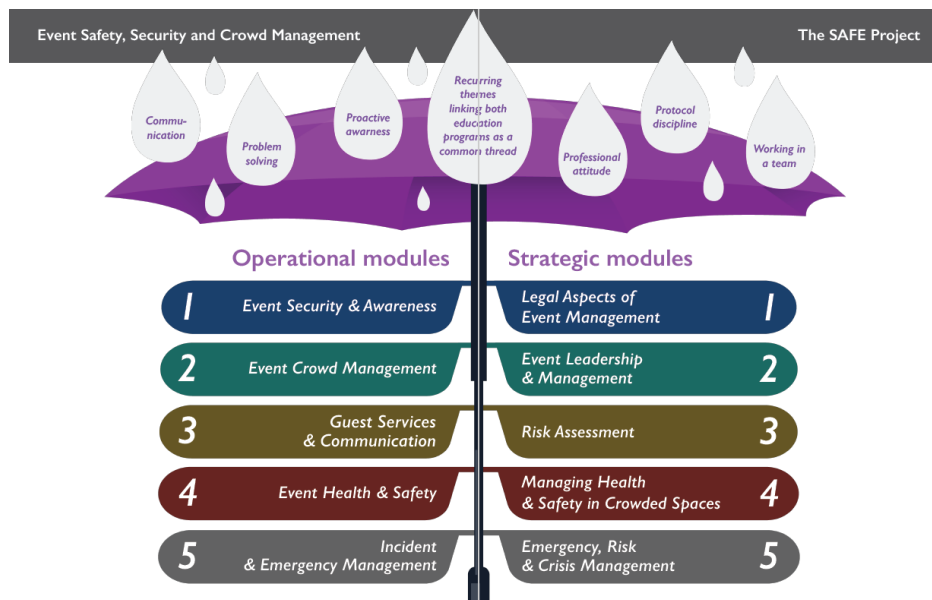 Event Safety, Security and Crowd Management
The SAFE Project
Commu-
nication
Problem
solving
Proactive
awarness
Recurring
themes
linking both
education
programs as a
common thread
Professional
attitude
Protocol
discipline
Working in
a team
Operational modules
1
Event Security & Awareness
2
Event Crowd Management
3
Guest Services
& Communication
4
Event Health & Safety
5
Incident
& Emergency Management
Strategic modules
Legal Aspects of
Event Management
1
Event Leadership
& Management
2
Risk Assessment
3
Managing Health
& Safety in Crowded Spaces
4
Emergency, Risk
& Crisis Management
5